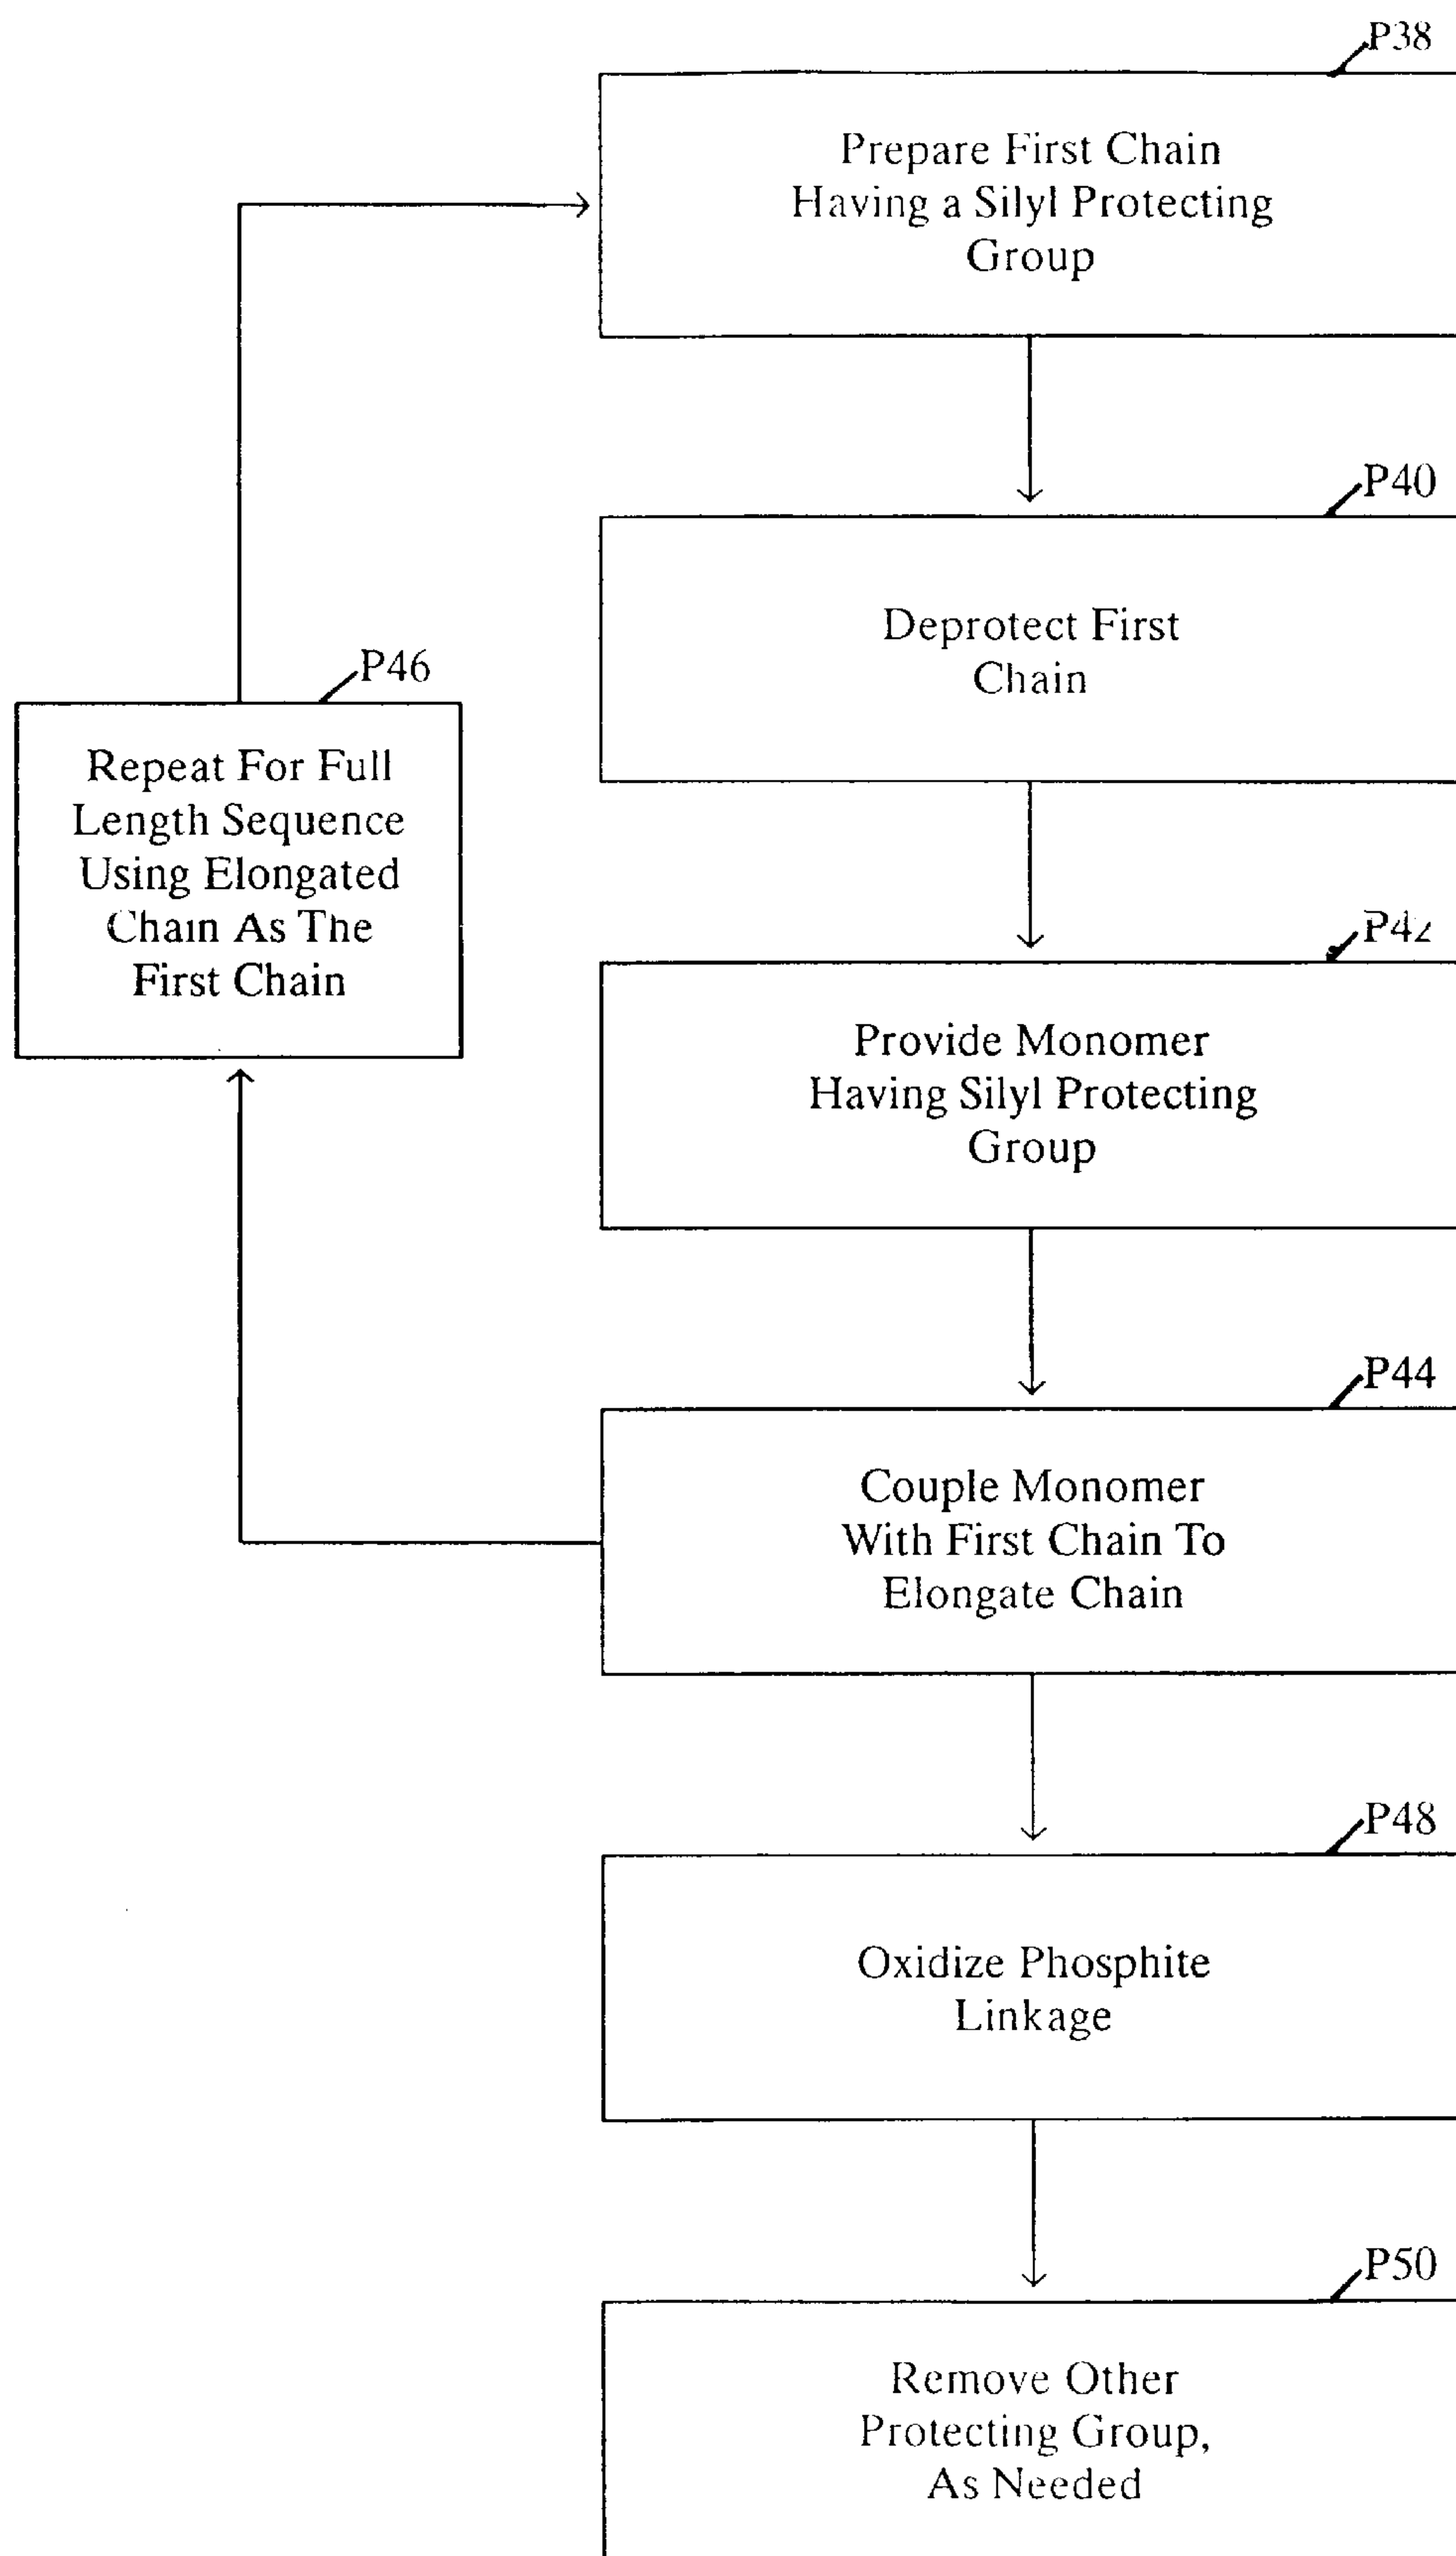 P38
Prepare First Chain
Having a Silyl Protecting
Group
P40
Deprotect First
Chain
P46
Repeat For Full
Length Sequence
Using Elongated
Chain As The
First Chain
P42
Provide Monomer
Having Silyl Protecting
Group
P44
Couple Monomer
With First Chain To
Elongate Chain
P48
Oxidize Phosphite
Linkage
P50
Remove Other
Protecting Group,
As Needed